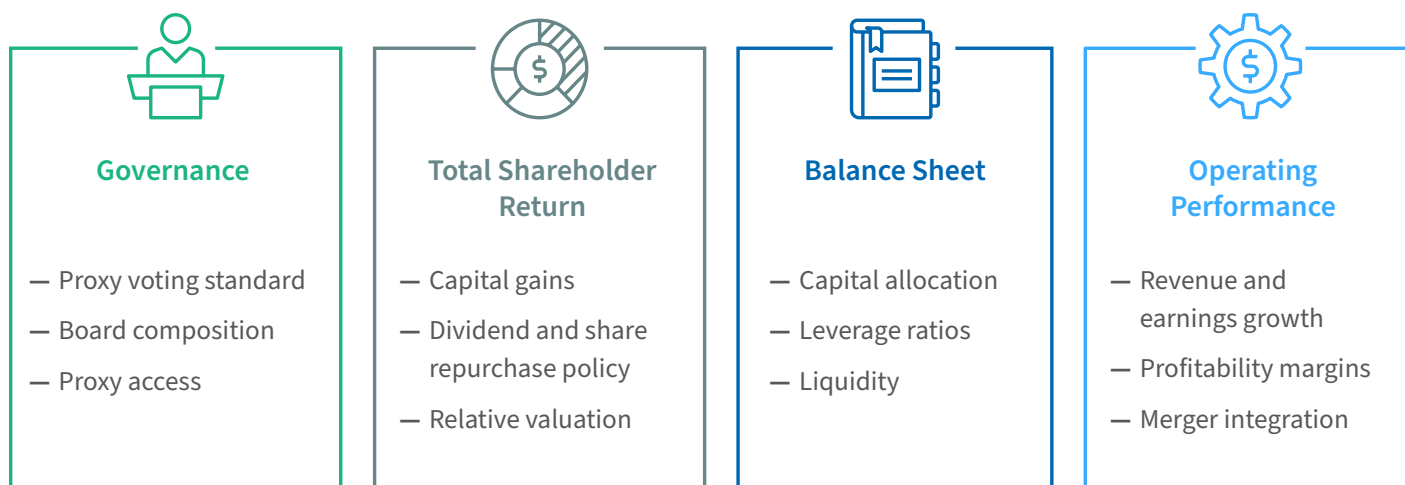 $
$
Governance
— Proxy voting standard
— Board composition
— Proxy access
Total Shareholder
Return
— Capital gains
— Dividend and share
repurchase policy
— Relative valuation
Balance Sheet
— Capital allocation
— Leverage ratios
— Liquidity
Operating
Performance
— Revenue and
earnings growth
— Profitability margins
— Merger integration